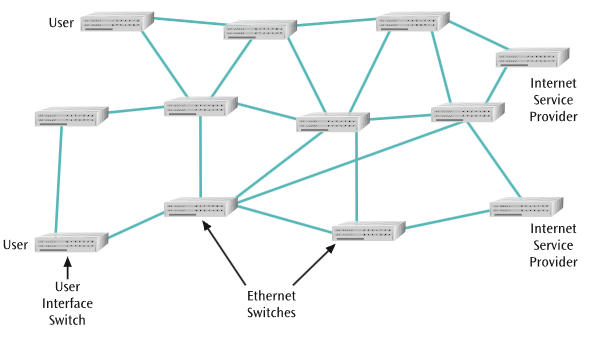 User
Internet
Service
Provider
User
User
Interface
Switch
Ethernet
Switches
Internet
Service
Provider